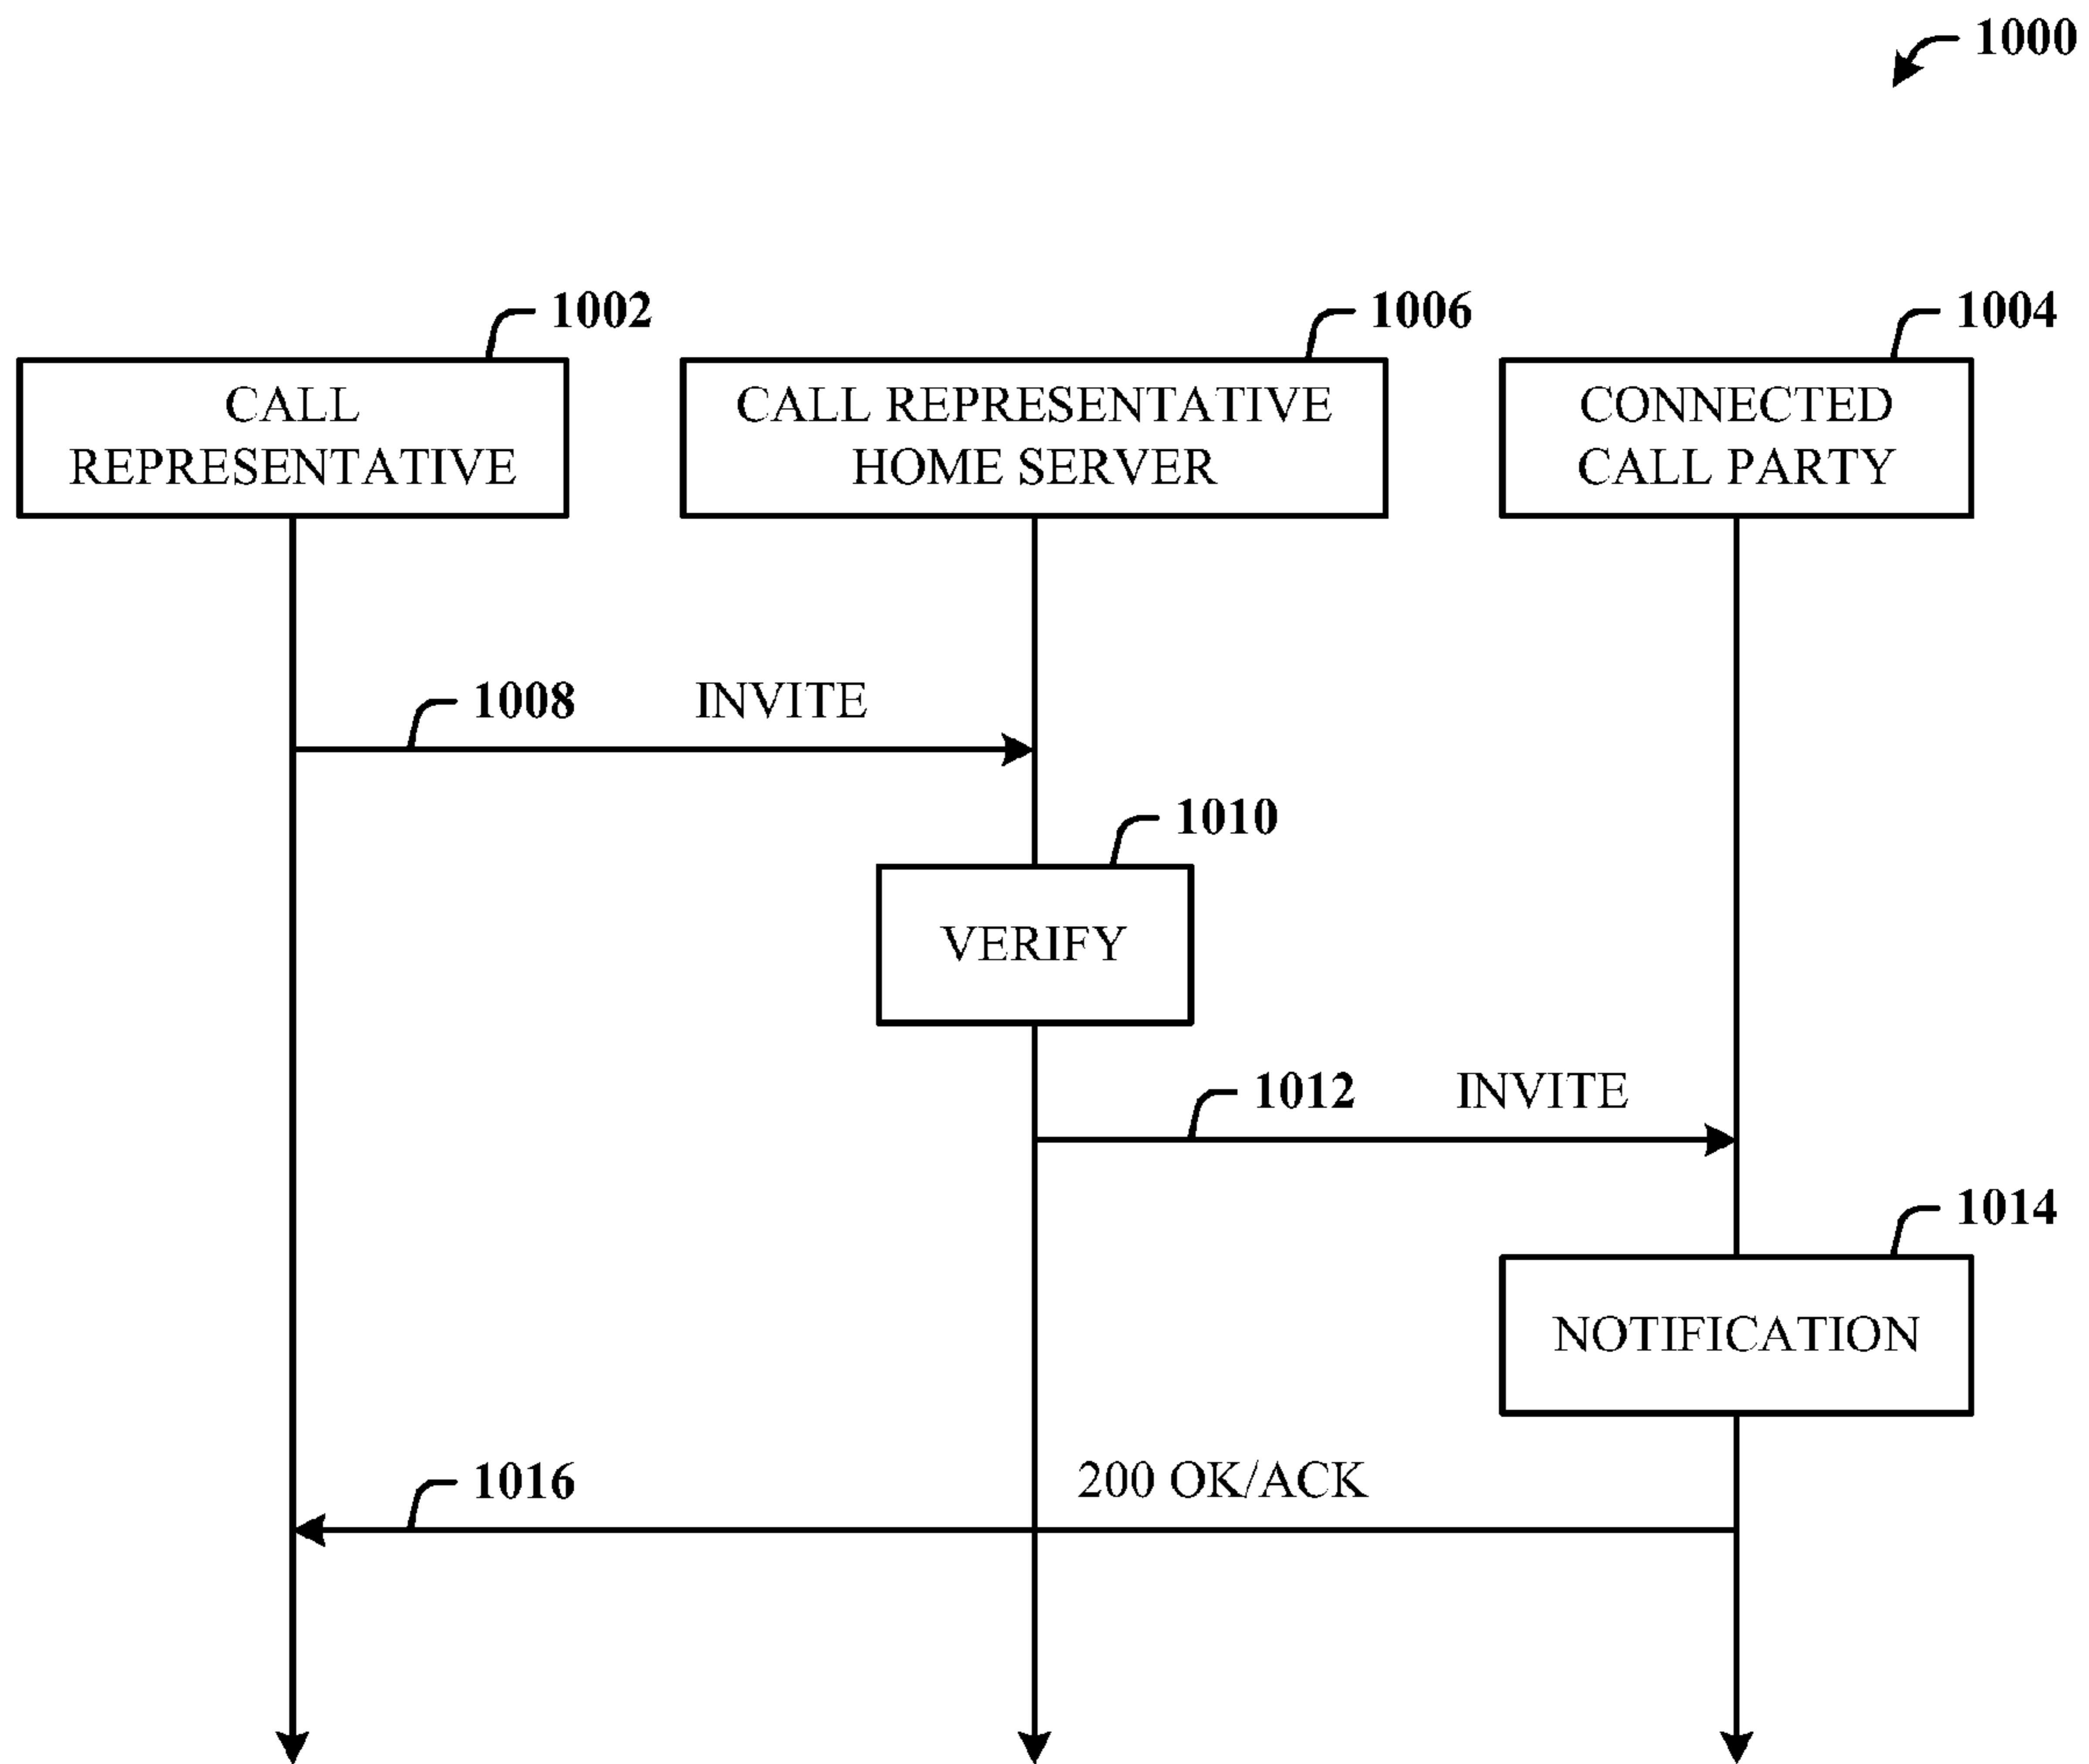 1000
1002
1006
1004
CALL
REPRESENTATIVE
CALL REPRESENTATIVE
HOME SERVER
CONNECTED
CALL PARTY
1008
INVITE
1010
VERIFY
1012
INVITE
1014
NOTIFICATION
1016
200 OK/ACK